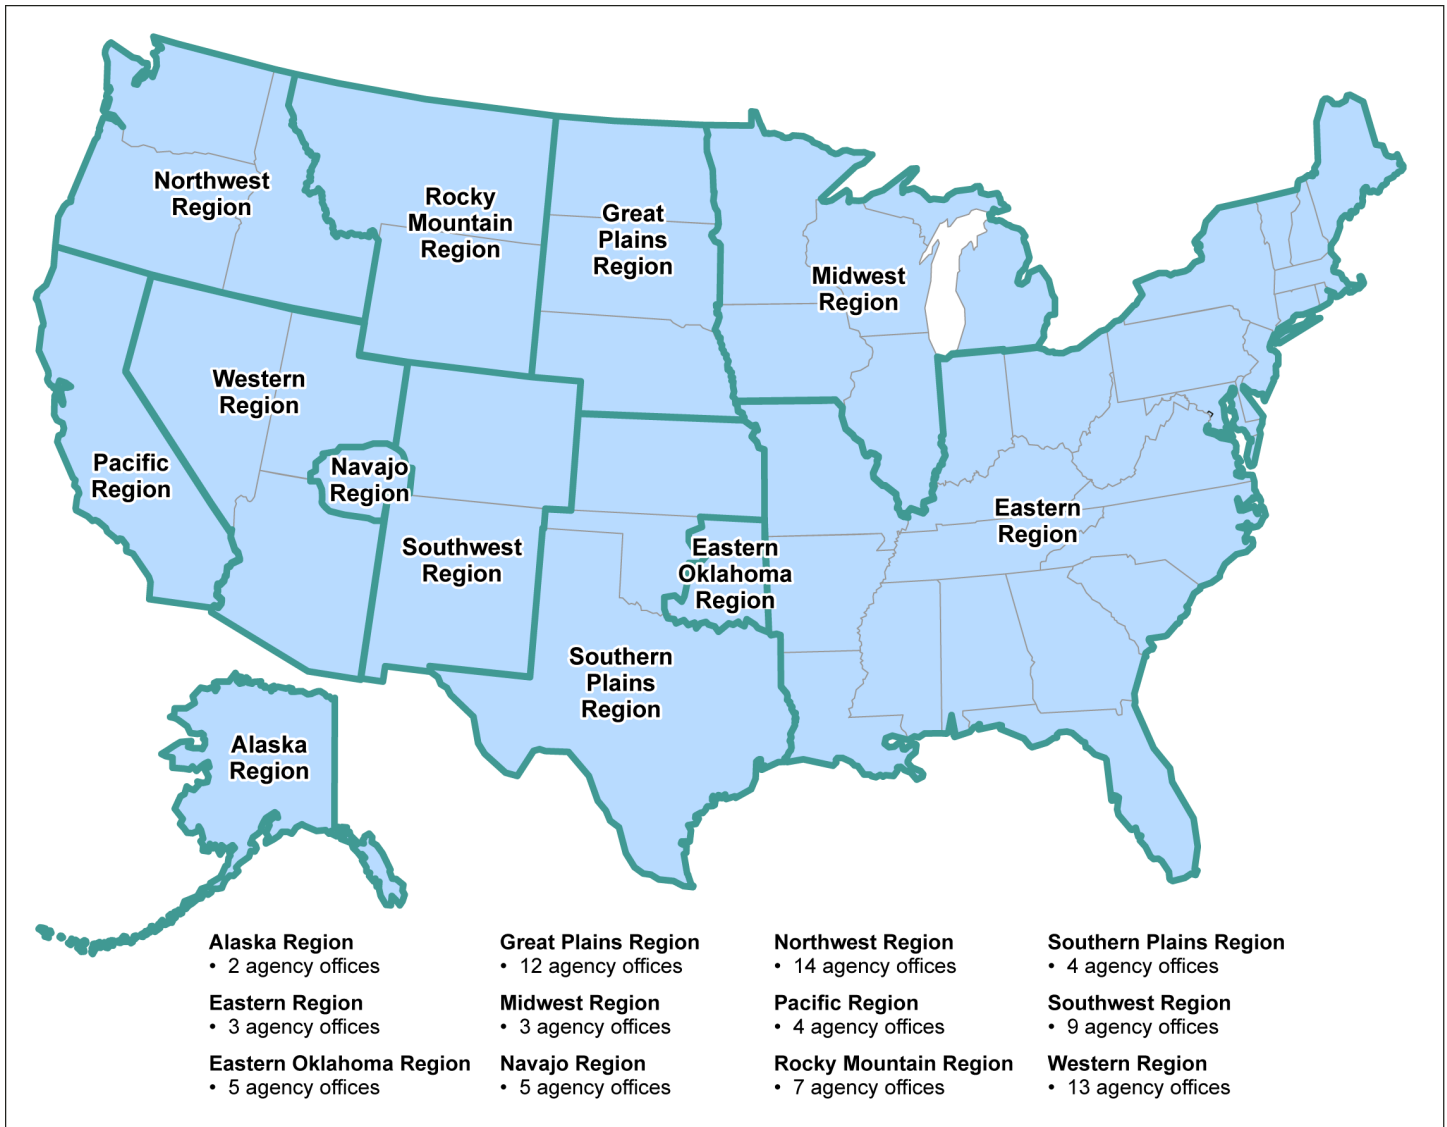 Northwest
Region
Rocky
Mountain
Region
Great
Plains
Region
Midwest
Region
Western
Region
Pacific
Region
Navajo
Region
Southwest
Region
Eastern
Oklahoma
Region
Eastern
Region
Southern
Plains
Region
Alaska
Region
Alaska Region
• 2 agency offices
Eastern Region
• 3 agency offices
Eastern Oklahoma Region
• 5 agency offices
Great Plains Region
• 12 agency offices
Midwest Region
• 3 agency offices
Navajo Region
• 5 agency offices
Northwest Region
• 14 agency offices
Pacific Region
• 4 agency offices
Rocky Mountain Region
• 7 agency offices
Southern Plains Region
• 4 agency offices
Southwest Region
• 9 agency offices
Western Region
• 13 agency offices